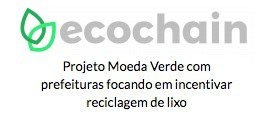 ecochain
Projeto Moeda Verde com
prefeituras focando em incentivar
reciclagem de lixo